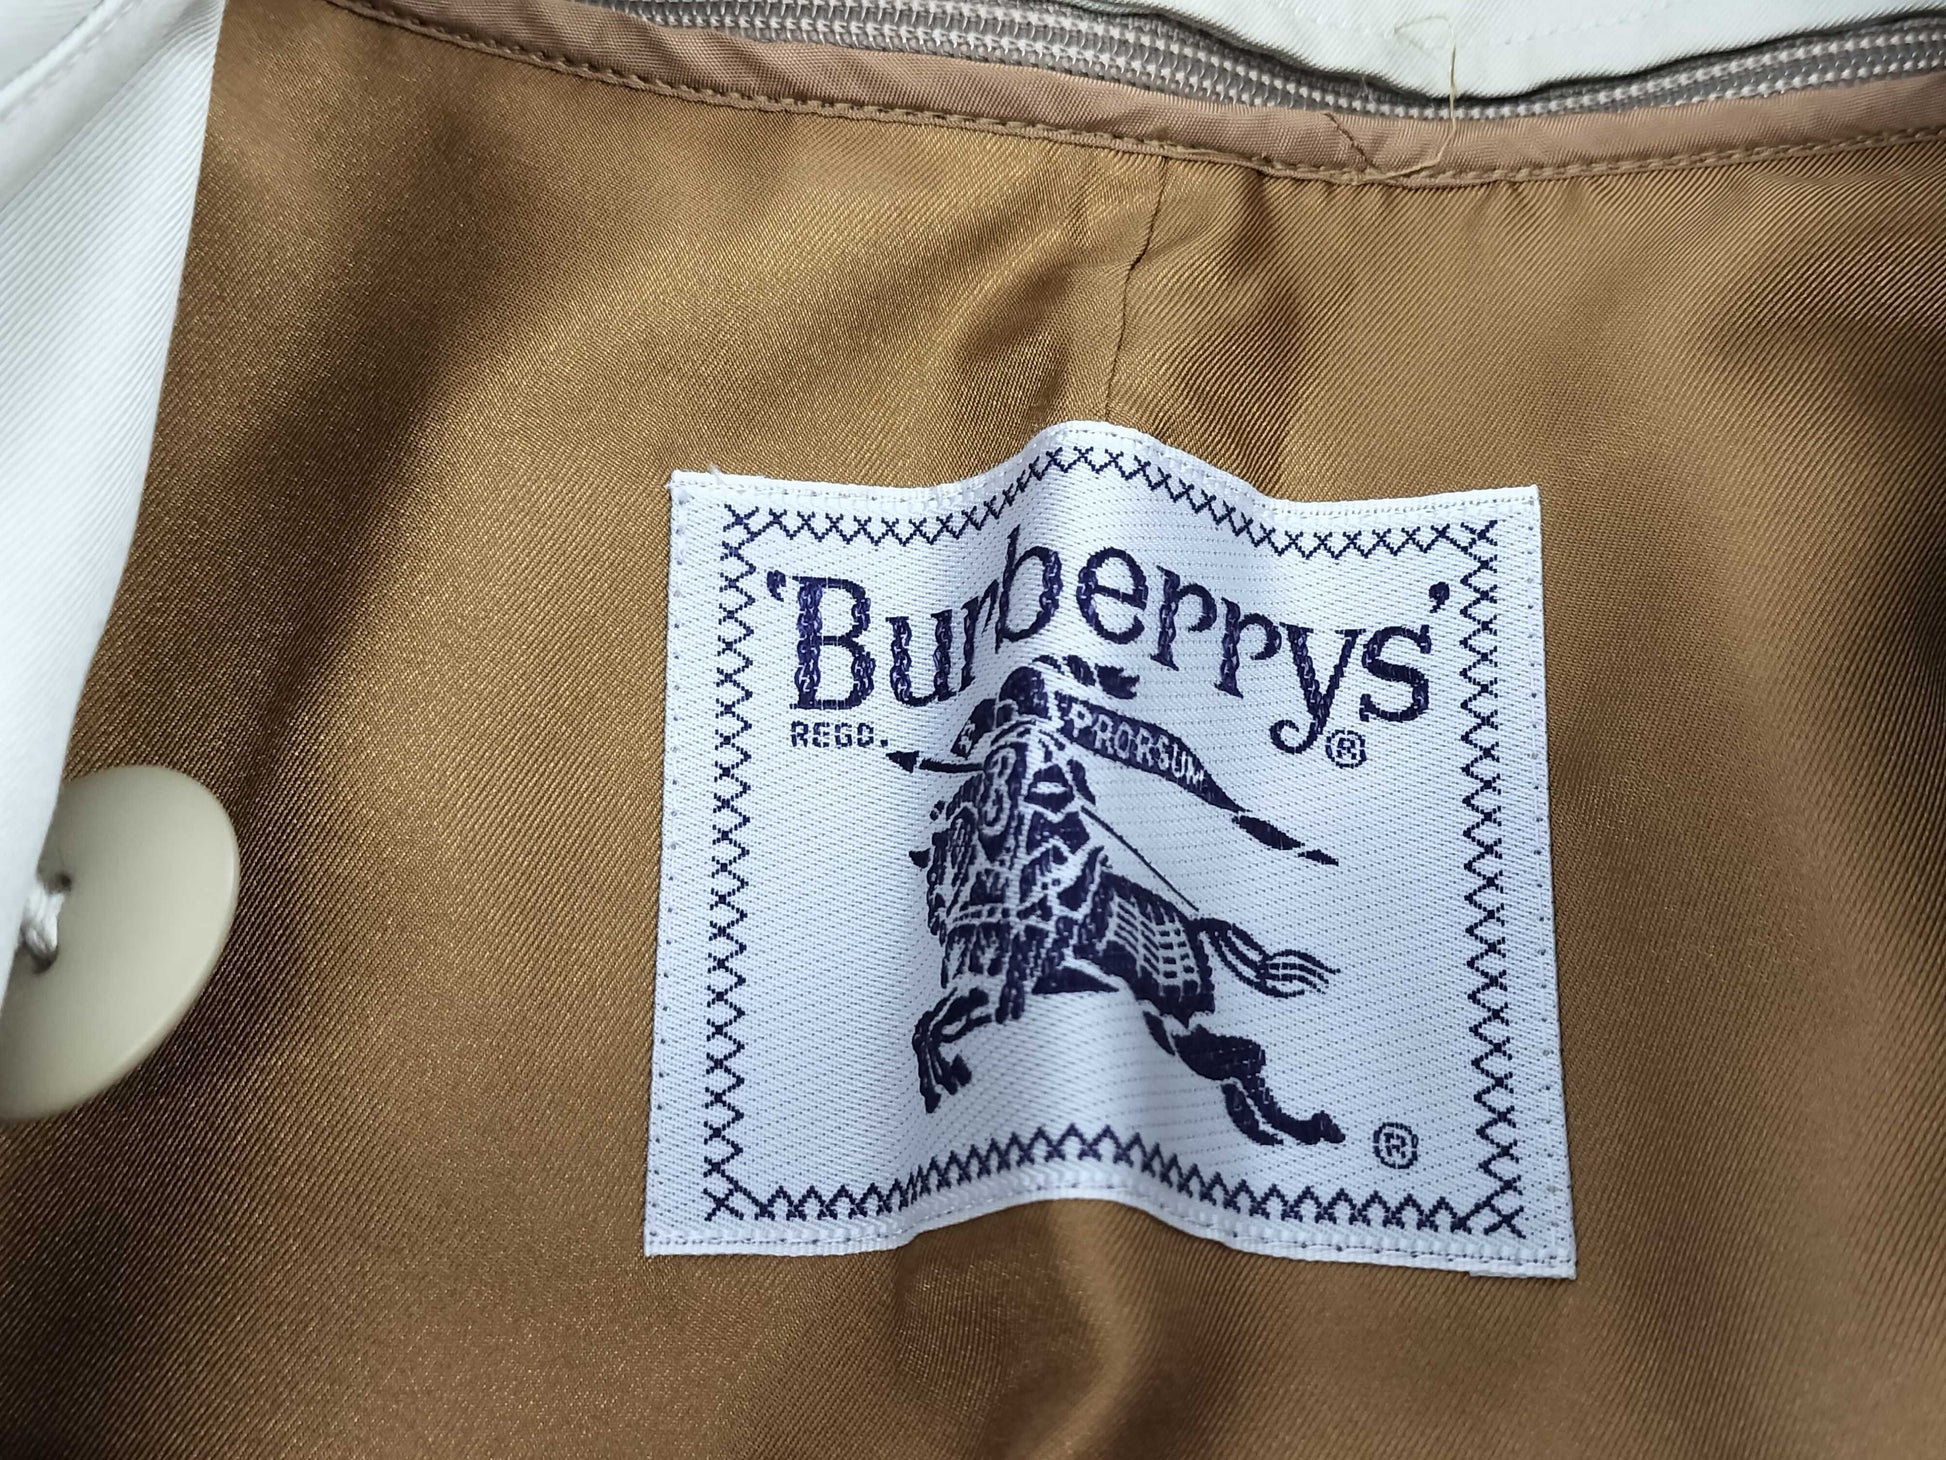 'Burberrys'
REGD. ®
PRORSUM
®